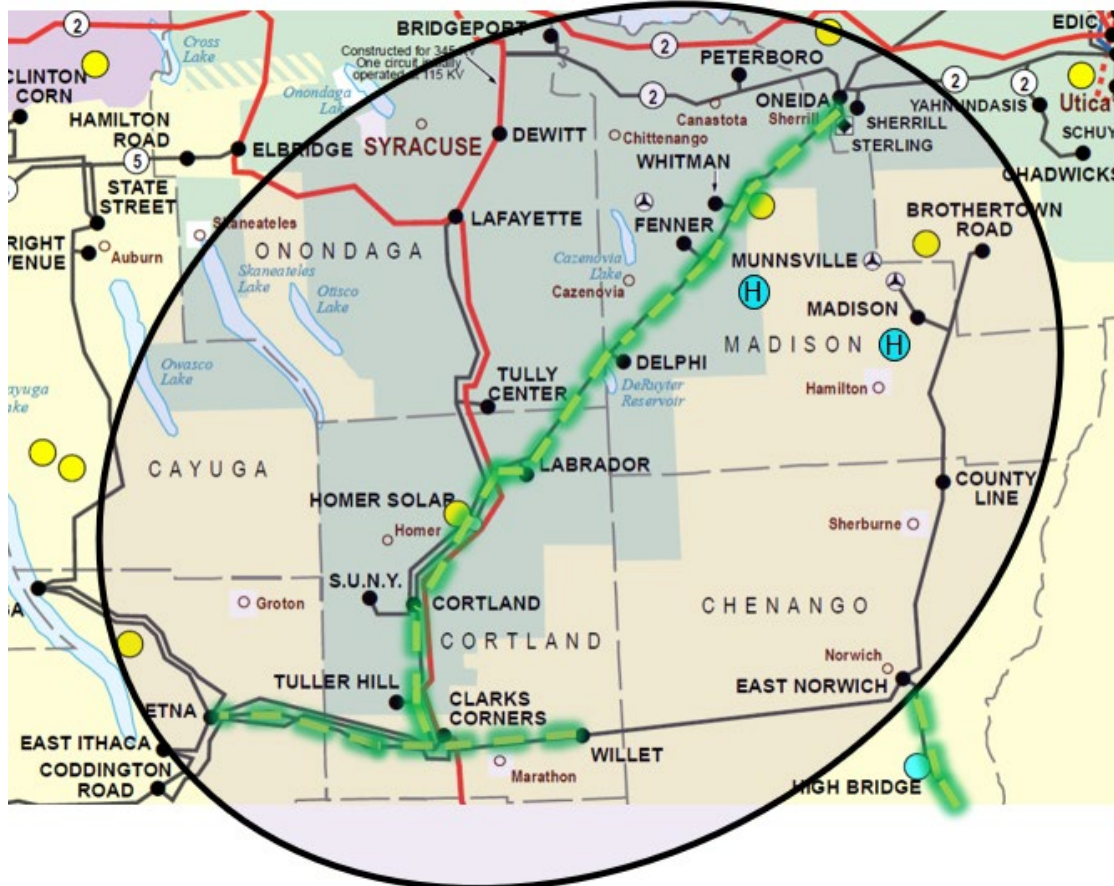 2
BRIDGEPORT
Cross
Lake
Constructed for 345
One circuit initially
operated at 115 KV
2
EDIC
CLINTON
CORN
PETERBORO
2
2
Utica
HAMILTON
ROAD
Onondaga
Lake
Canastota
ONEIDA
Sherrill
YAHNUNDASIS
SHERRILL
SCHUY
SYRACUSE
DEWITT
Chittenango
STERLING
5
ELBRIDGE
WHITMAN
CHADWICKS
STATE
STREET
Skaneateles
LAFAYETTE
FENNER
BROTHERTOWN
ROAD
RIGHT
VENUE
Auburn
ONONDAGA
Skaneateles
Lake
Otisco
Lake
Cazenovia
Lake
Cazenovia
MUNNSVILLE
H
MADISON
MADISON
H
Owasco
Lake
DELPHI
ayuga
ake
TULLY
CENTER
DeRuyter
Reservoir
Hamilton
CAYUGA
LABRADOR
COUNTY
LINE
HOMER SOLAR
Homer
Sherburne
S.U.N.Y.
GA
Groton
CORTLAND
CHENANGO
CORTLAND
Norwich
TULLER HILL
CLARKS
CORNERS
EAST NORWICH
ETNA
EAST ITHACA
WILLET
CODDINGTON
ROAD
Marathon
HIGH BRIDGE